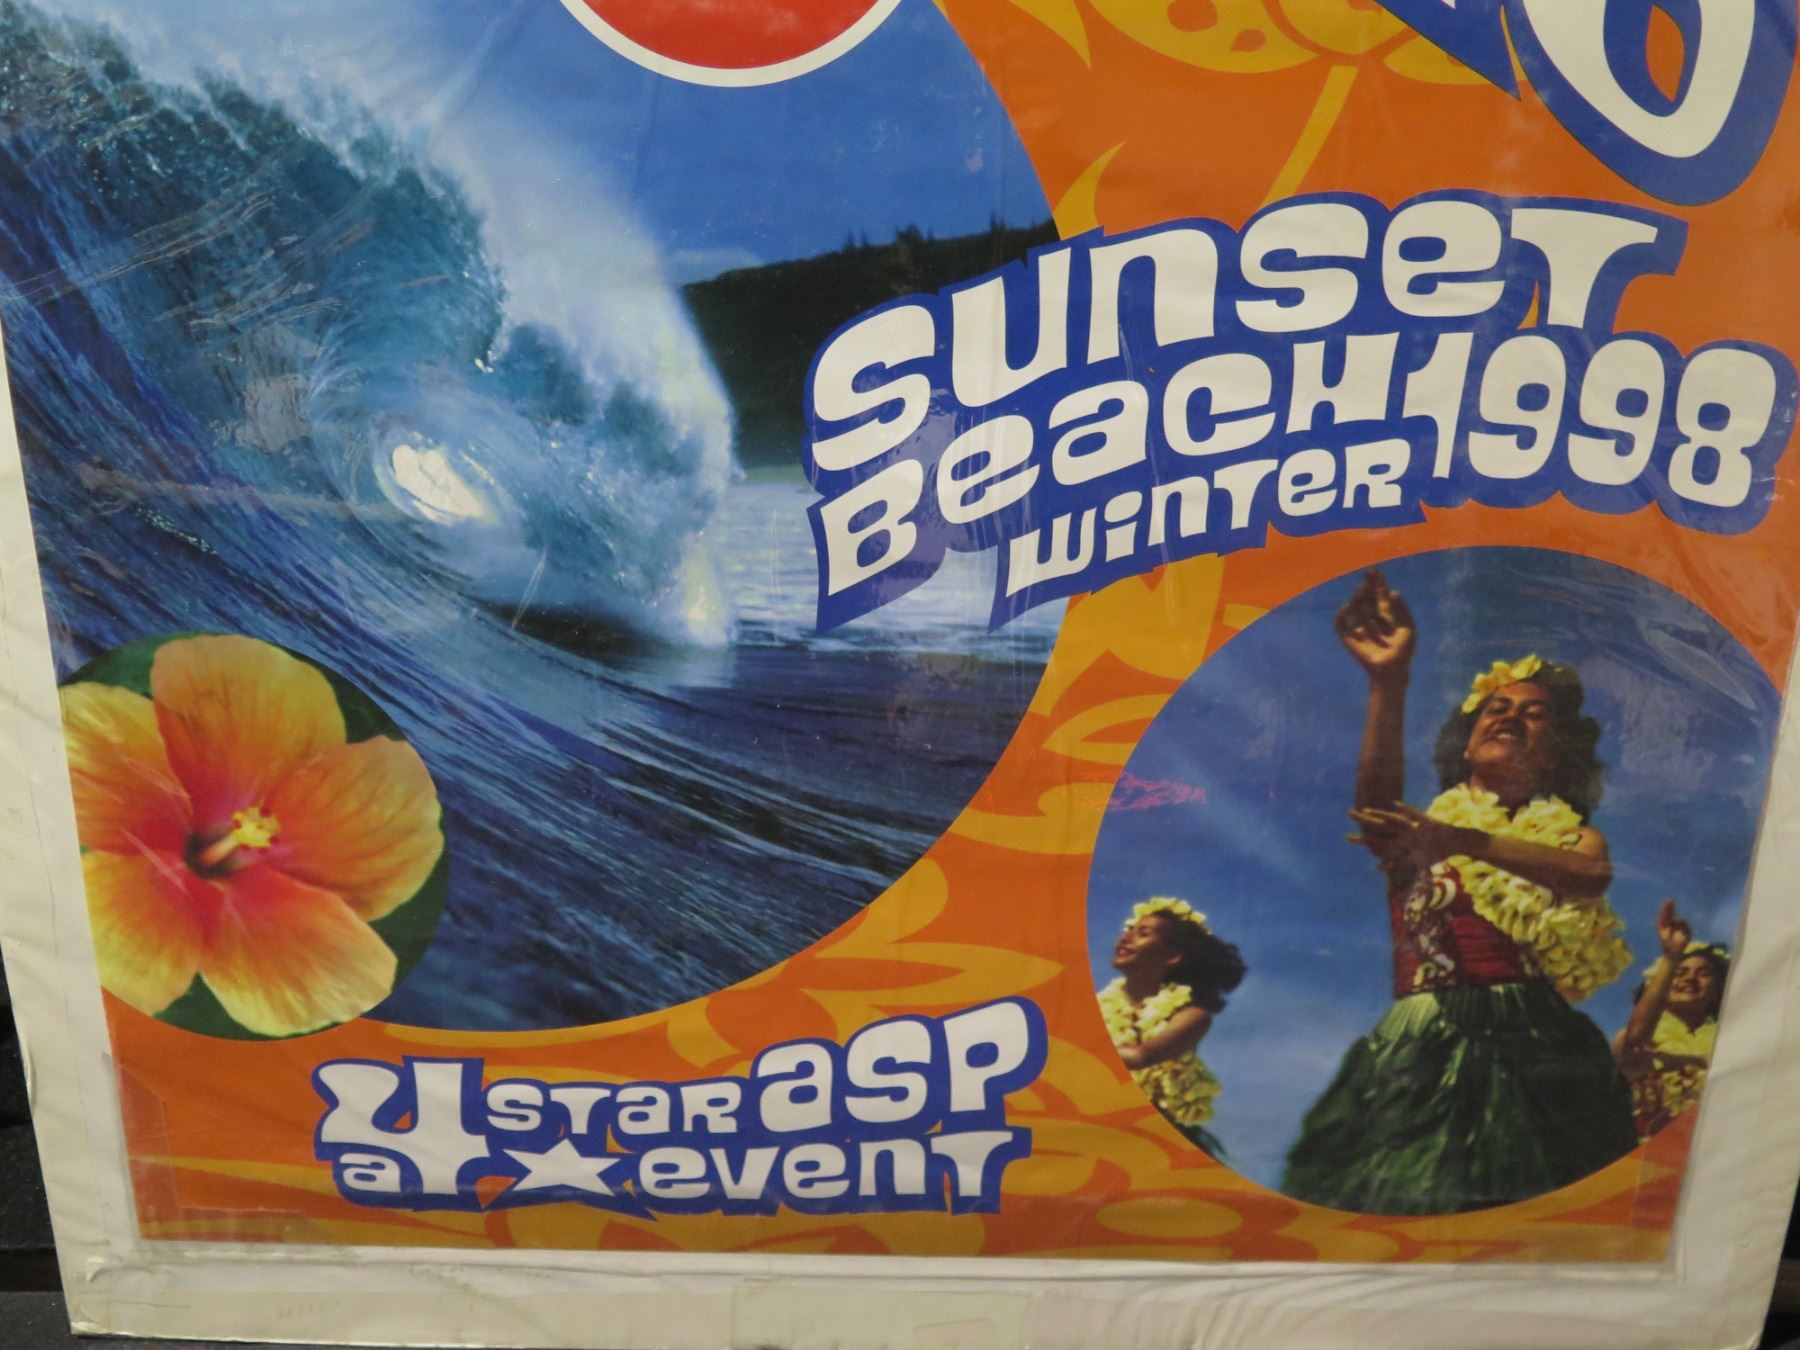 Sunset
Beach 1998
Winter
4 Star ASP
a event